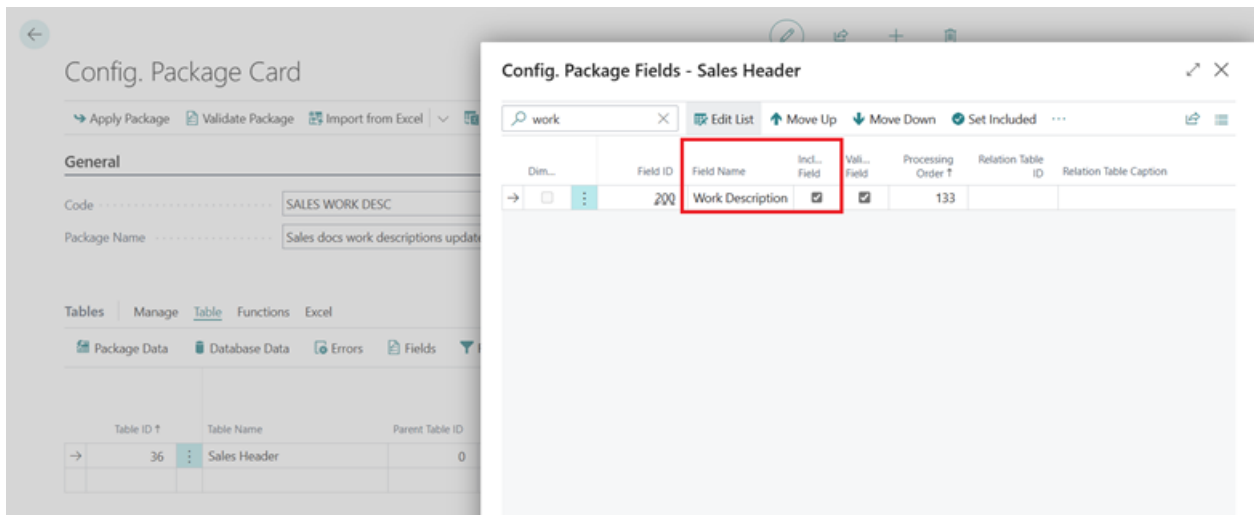 Config. Package Card
Apply Package Validate Package Import from Excel
General
Code SALES WORK DESC
Package Name Sales docs work descriptions update
Tables Manage Table Functions Excel
Package Data Database Data Errors Fields
Table ID ↑ Table Name Parent Table ID
→ 36 Sales Header 0
Config. Package Fields - Sales Header
work Edit List Move Up Move Down Set Included ...
Dim... Field ID Field Name Incl... Field Vali... Field Processing Order ↑ Relation Table ID Relation Table Caption
→ 200 Work Description 133